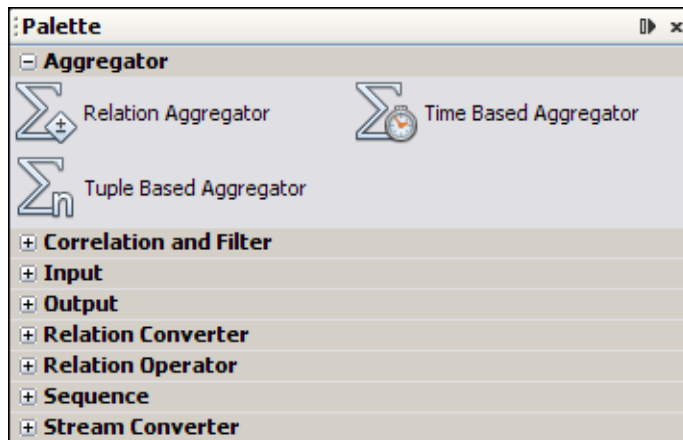 Palette
Aggregator
Relation Aggregator
Time Based Aggregator
Tuple Based Aggregator
Correlation and Filter
Input
Output
Relation Converter
Relation Operator
Sequence
Stream Converter